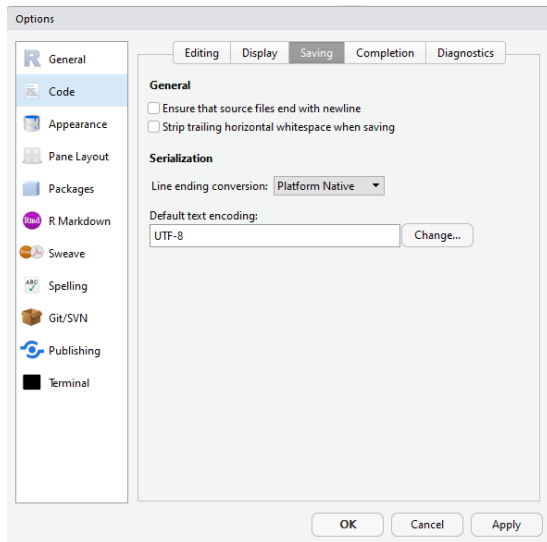 Options
General
Code
Appearance
Pane Layout
Packages
Rmd R Markdown
Sweave
ABC Spelling
Git/SVN
Publishing
Terminal
Editing Display Saving Completion Diagnostics
General
Ensure that source files end with newline
Strip trailing horizontal whitespace when saving
Serialization
Line ending conversion: Platform Native
Default text encoding:
UTF-8 Change...
OK Cancel Apply